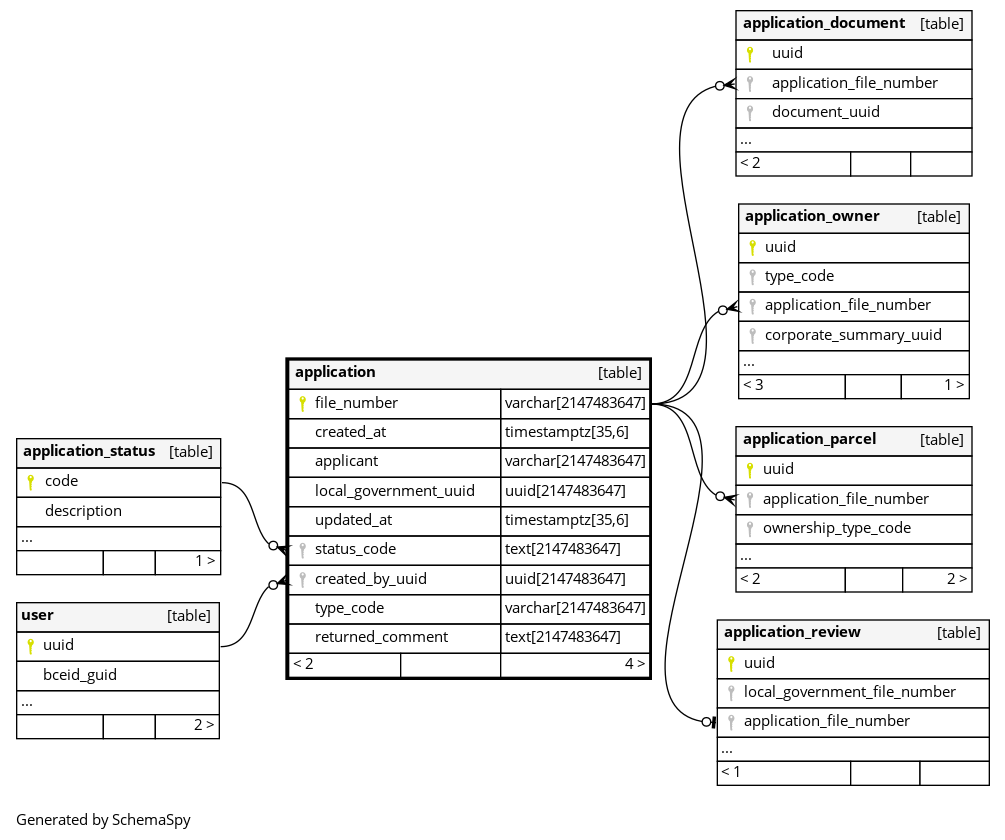 application_document [table]
uuid
application_file_number
document_uuid
...
< 2
application_owner [table]
uuid
type_code
application_file_number
corporate_summary_uuid
...
< 3 1 >
application [table]
file_number varchar[2147483647]
created_at timestamptz[35,6]
applicant varchar[2147483647]
local_government_uuid uuid[2147483647]
updated_at timestamptz[35,6]
status_code text[2147483647]
created_by_uuid uuid[2147483647]
type_code varchar[2147483647]
returned_comment text[2147483647]
< 2 4 >
application_status [table]
code
description
...
1 >
user [table]
uuid
bceid_guid
...
2 >
application_parcel [table]
uuid
application_file_number
ownership_type_code
...
< 2 2 >
application_review [table]
uuid
local_government_file_number
application_file_number
...
< 1
Generated by SchemaSpy